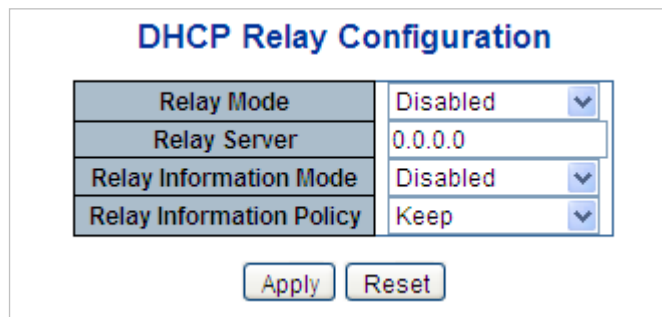 DHCP Relay Configuration
Relay Mode Disabled
Relay Server 0.0.0.0
Relay Information Mode Disabled
Relay Information Policy Keep
Apply Reset